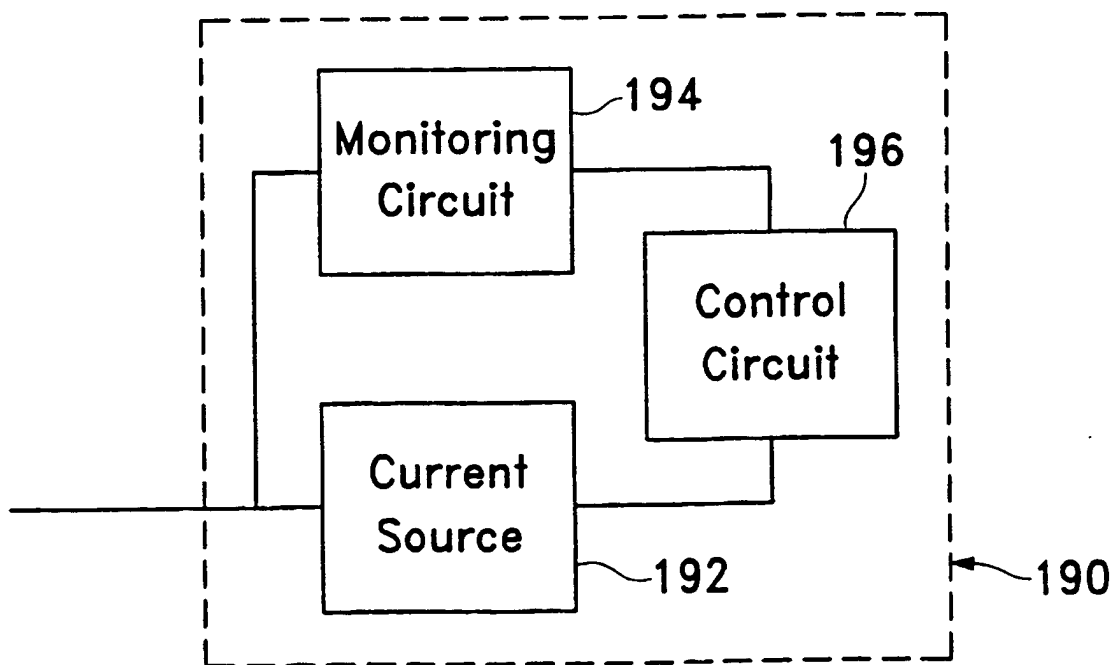 194
Monitoring
Circuit
196
Control
Circuit
Current
Source
192
190